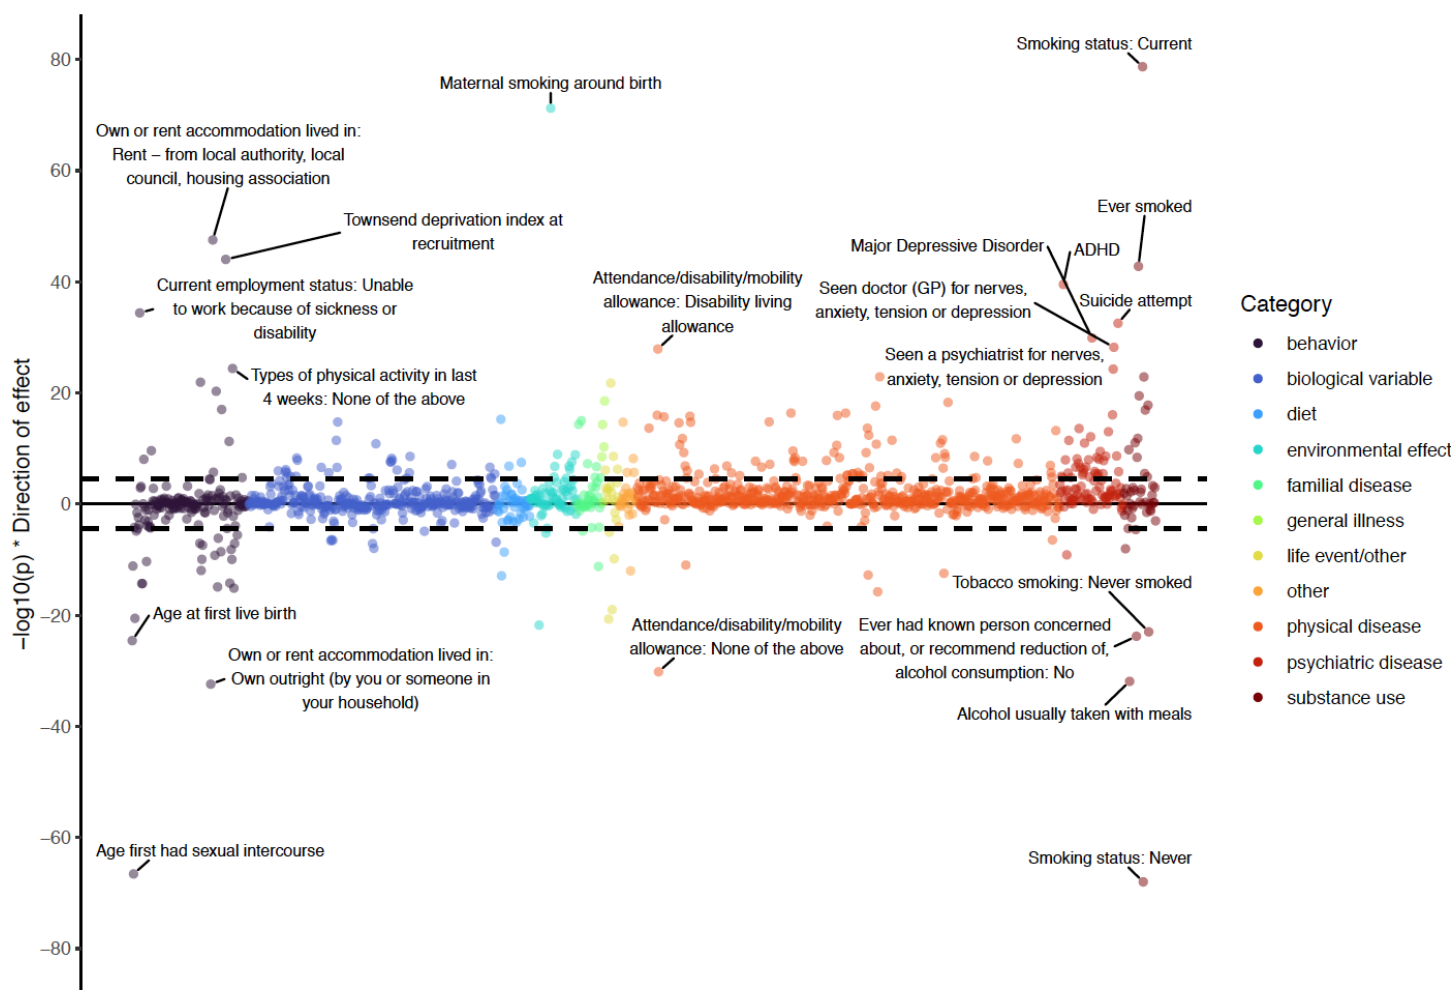 80
60
40
20
0
−20
−40
−60
−80
−log10(p) * Direction of effect
Smoking status: Current
Maternal smoking around birth
Own or rent accommodation lived in:
Rent − from local authority, local
council, housing association
Townsend deprivation index at
recruitment
Ever smoked
Major Depressive Disorder
ADHD
Current employment status: Unable
to work because of sickness or
disability
Attendance/disability/mobility
allowance: Disability living
allowance
Seen doctor (GP) for nerves,
anxiety, tension or depression
Suicide attempt
Seen a psychiatrist for nerves,
anxiety, tension or depression
Types of physical activity in last
4 weeks: None of the above
Age at first live birth
Own or rent accommodation lived in:
Own outright (by you or someone in
your household)
Attendance/disability/mobility
allowance: None of the above
Tobacco smoking: Never smoked
Ever had known person concerned
about, or recommend reduction of,
alcohol consumption: No
Alcohol usually taken with meals
Age first had sexual intercourse
Smoking status: Never
Category
behavior
biological variable
diet
environmental effect
familial disease
general illness
life event/other
other
physical disease
psychiatric disease
substance use